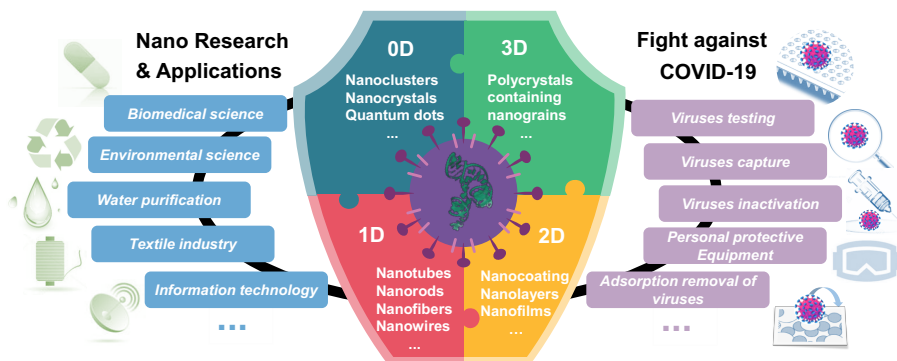 Nano Research
& Applications
Biomedical science
Environmental science
Water purification
Textile industry
Information technology
...
0D
Nanoclusters
Nanocrystals
Quantum dots
...
3D
Polycrystals
containing
nanograins
...
1D
Nanotubes
Nanorods
Nanofibers
Nanowires
...
2D
Nanocoating
Nanolayers
Nanofilms
...
Fight against
COVID-19
Viruses testing
Viruses capture
Viruses inactivation
Personal protective
Equipment
Adsorption removal of
viruses
...